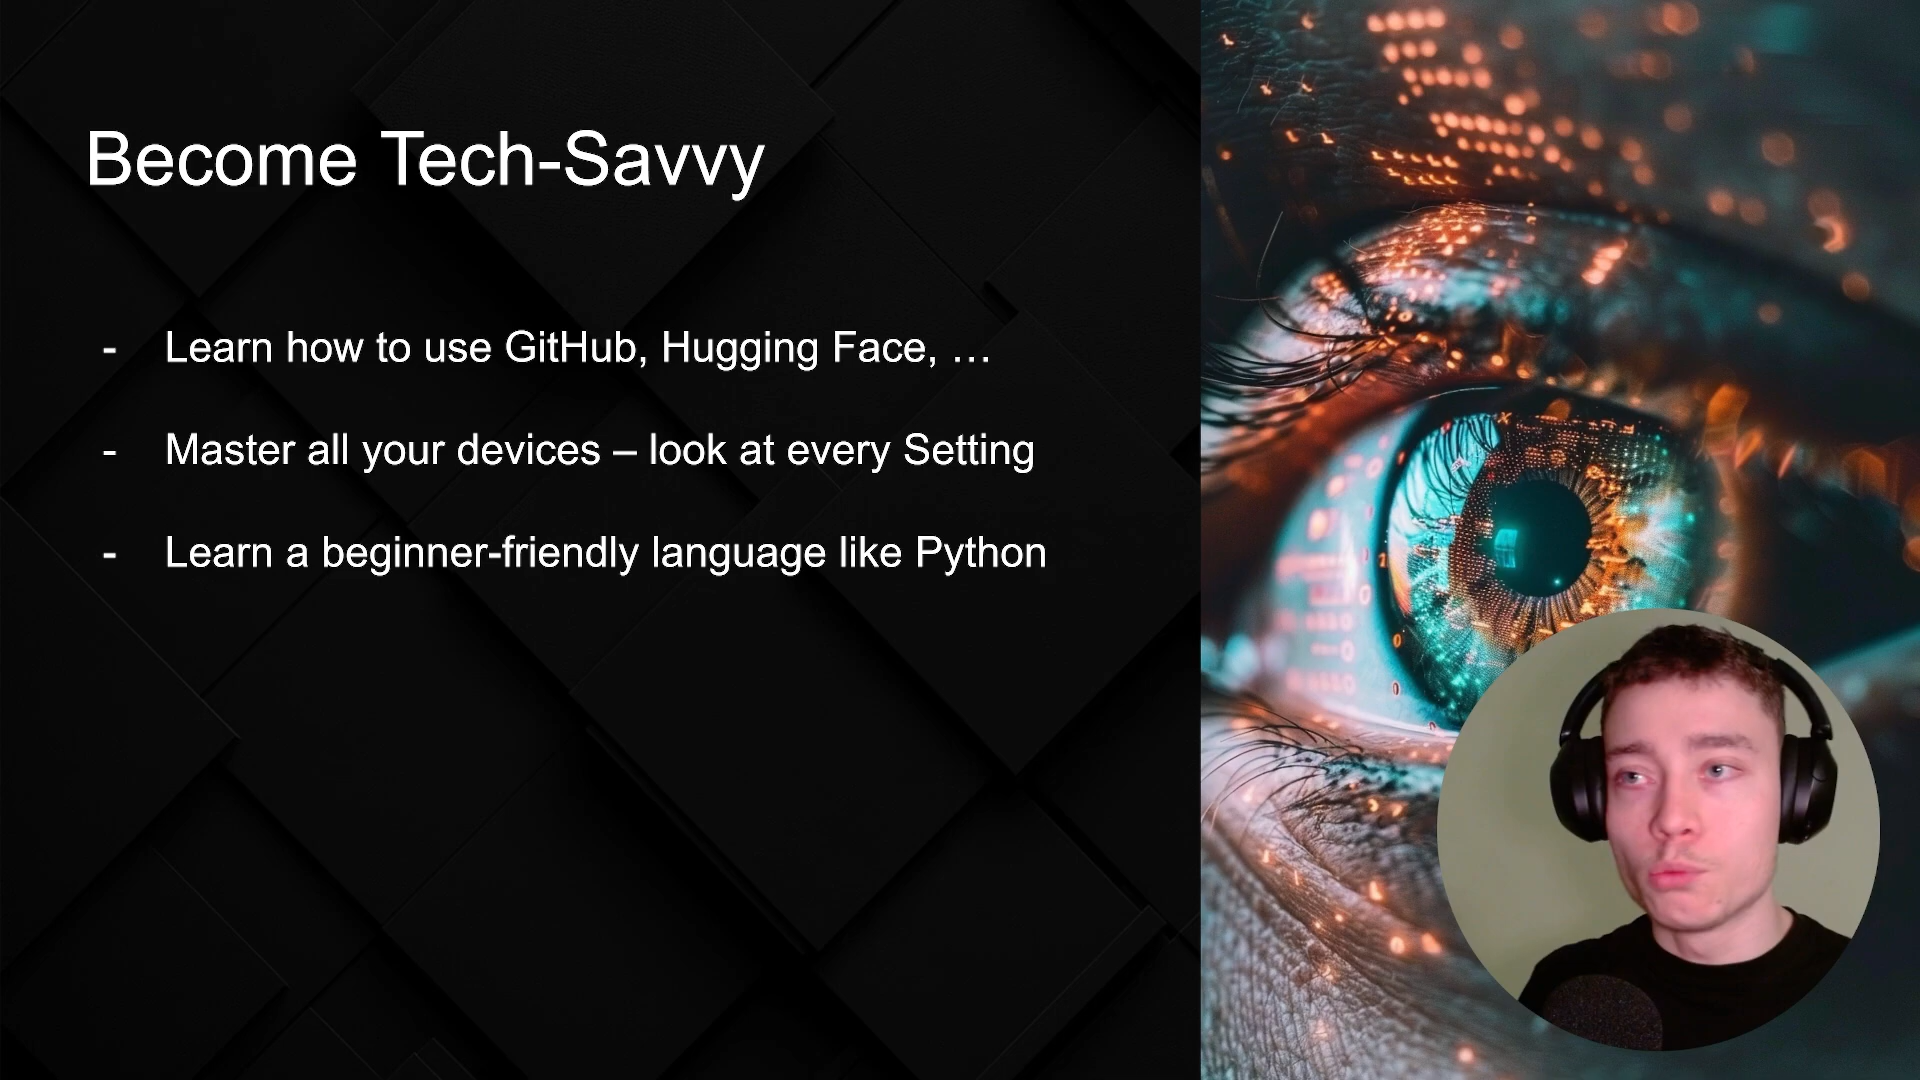 Become Tech-Savvy
- Learn how to use GitHub, Hugging Face, …
- Master all your devices – look at every Setting
- Learn a beginner-friendly language like Python